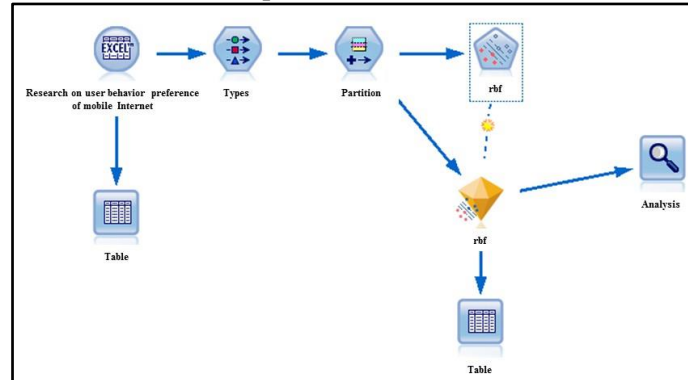 EXCEL
rbf
Research on user behavior preference
of mobile Internet
Types
Partition
Analysis
rbf
Table
Table